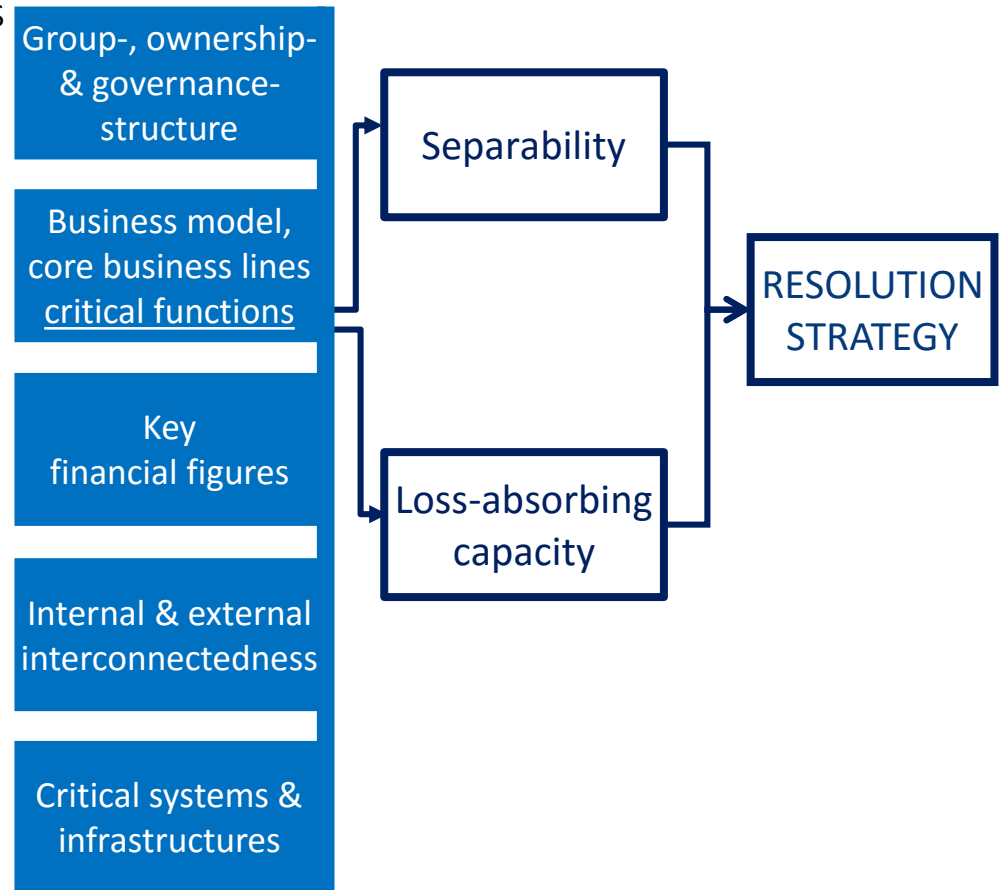 s
Group-, ownership-
& governance-
structure
Business model,
core business lines
critical functions
Key
financial figures
Internal & external
interconnectedness
Critical systems &
infrastructures
Separability
Loss-absorbing
capacity
RESOLUTION
STRATEGY